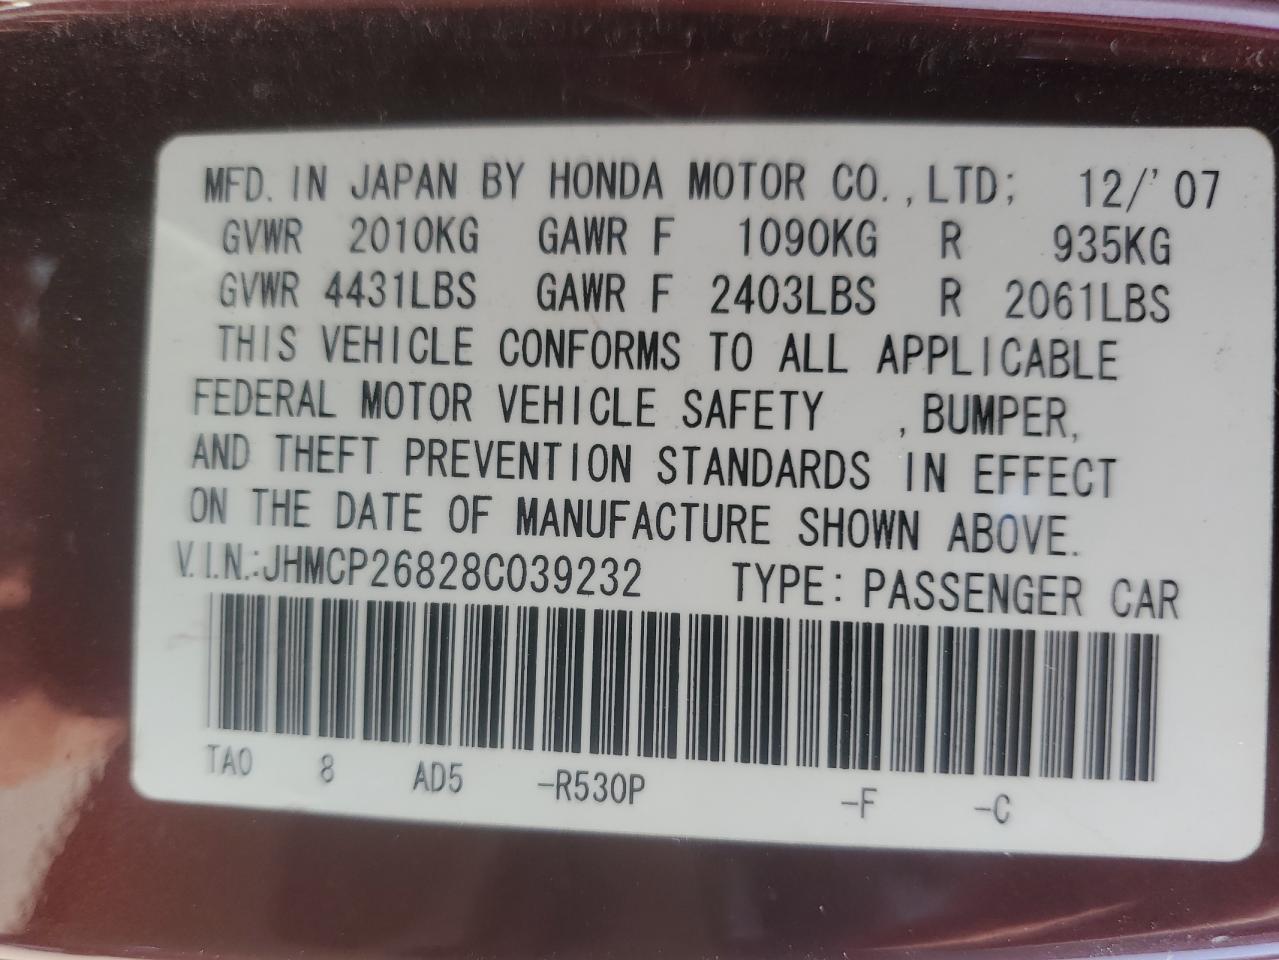 MFD. IN JAPAN BY HONDA MOTOR CO.,LTD; 12/'07
GVWR 2010KG GAWR F 1090KG R 935KG
GVWR 4431LBS GAWR F 2403LBS R 2061LBS
THIS VEHICLE CONFORMS TO ALL APPLICABLE
FEDERAL MOTOR VEHICLE SAFETY , BUMPER,
AND THEFT PREVENTION STANDARDS IN EFFECT
ON THE DATE OF MANUFACTURE SHOWN ABOVE.
V.I.N.:JHMCP26828C039232 TYPE: PASSENGER CAR
TA0 8 AD5 -R530P -F -C